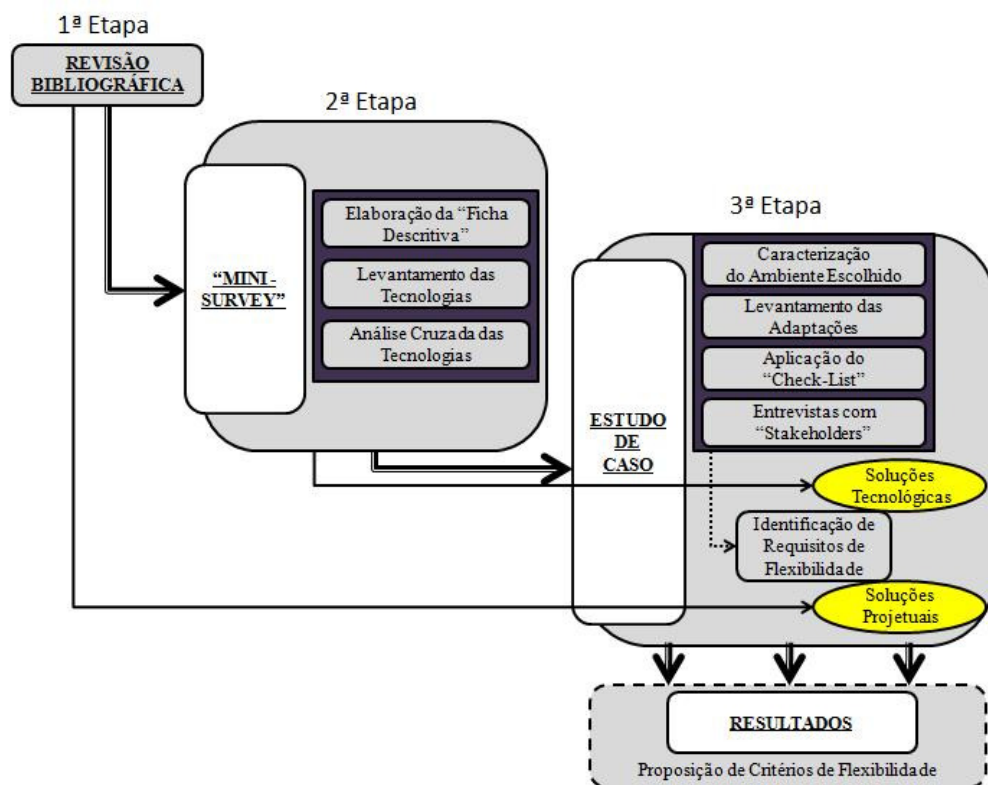 1ª Etapa
REVISÃO
BIBLIOGRÁFICA
2ª Etapa
“MINI-
SURVEY”
Elaboração da “Ficha
Descritiva”
Levantamento das
Tecnologias
Análise Cruzada das
Tecnologias
3ª Etapa
ESTUDO
DE
CASO
Caracterização
do Ambiente Escolhido
Levantamento das
Adaptações
Aplicação do
“Check-List”
Entrevistas com
“Stakeholders”
Soluções
Tecnológicas
Identificação de
Requisitos de
Flexibilidade
Soluções
Projetuais
RESULTADOS
Proposição de Critérios de Flexibilidade